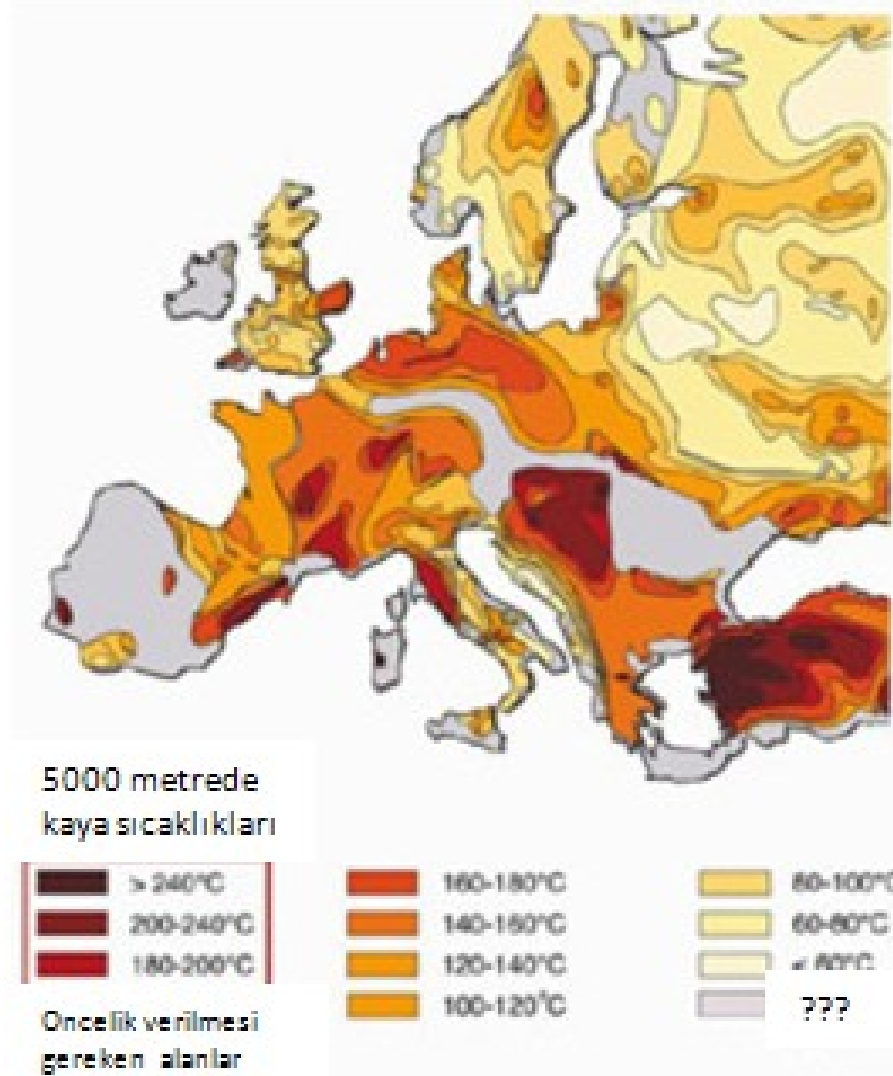 5000 metrede
kaya sıcaklıkları
> 240°C
200-240°C
180-200°C
160-180°C
140-160°C
120-140°C
100-120°C
80-100°C
60-80°C
< 60°C
???
Oncelik verilmesi
gereken alanlar